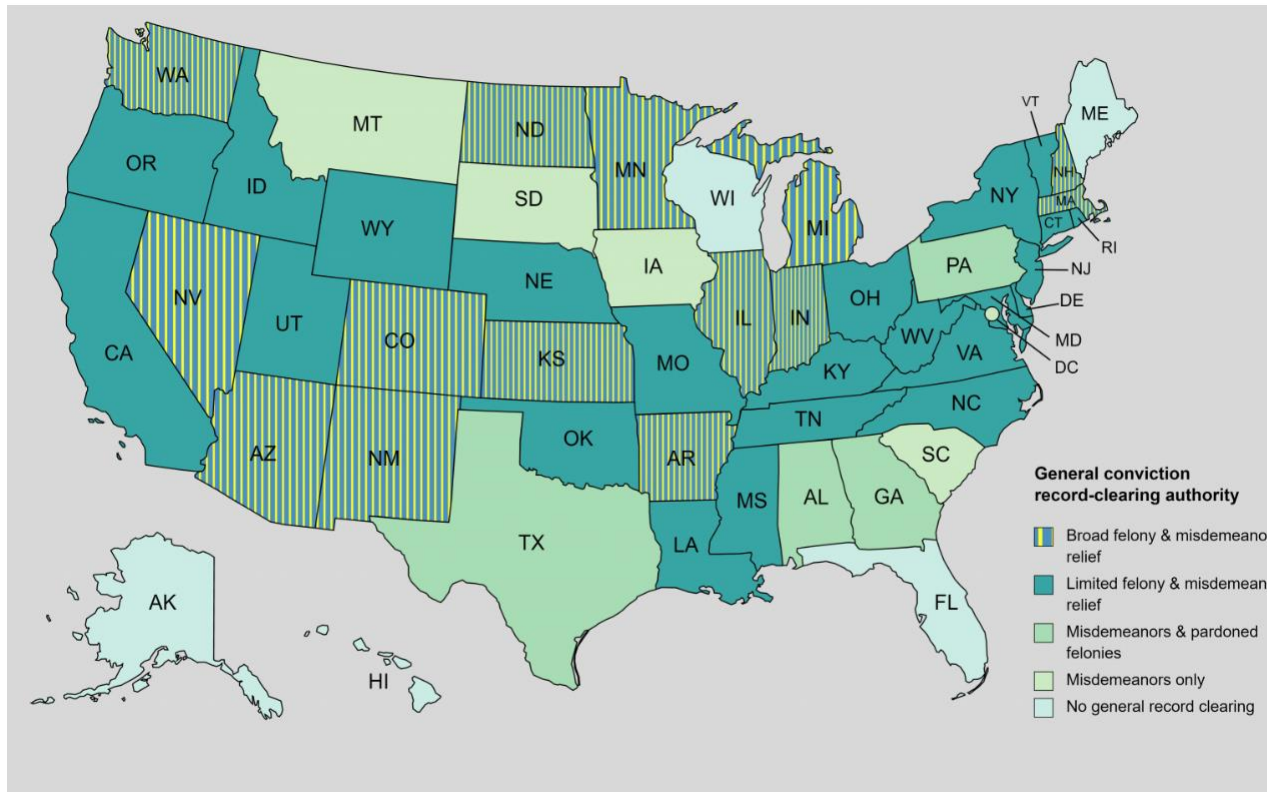 WA
MT
ND
MN
VT
ME
OR
ID
SD
WI
NY
NH
MA
WY
MI
CT
RI
IA
PA
NE
NJ
NV
OH
DE
UT
IL
IN
CO
WV
MD
CA
KS
MO
VA
KY
DC
NC
TN
OK
AZ
NM
AR
SC
General conviction
record-clearing authority
MS
AL
GA
Broad felony & misdemeano
relief
TX
LA
Limited felony & misdemean
relief
AK
FL
Misdemeanors & pardoned
felonies
HI
Misdemeanors only
No general record clearing